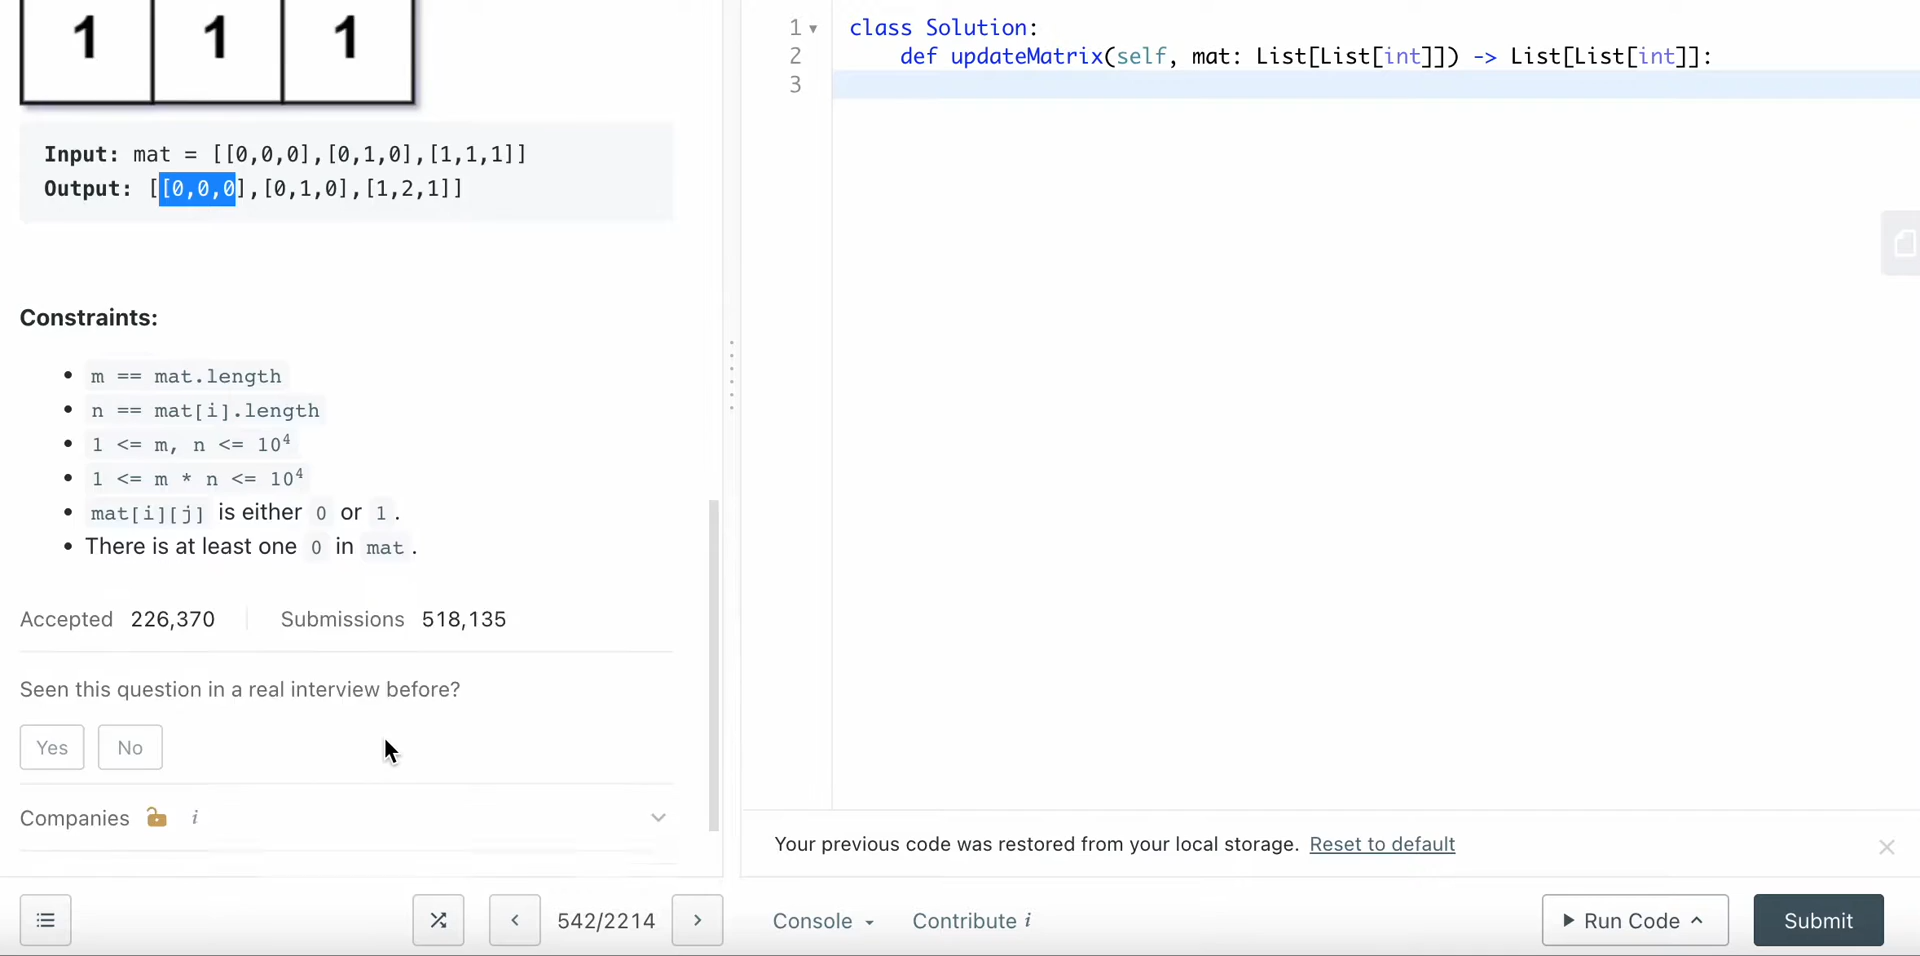 1 1 1
Input: mat = [[0,0,0],[0,1,0],[1,1,1]]
Output: [[0,0,0],[0,1,0],[1,2,1]]
Constraints:
• m == mat.length
• n == mat[i].length
• 1 <= m, n <= 10⁴
• 1 <= m * n <= 10⁴
• mat[i][j] is either 0 or 1.
• There is at least one 0 in mat.
Accepted 226,370 Submissions 518,135
Seen this question in a real interview before?
Yes No
Companies i
542/2214
1 class Solution:
2 def updateMatrix(self, mat: List[List[int]]) -> List[List[int]]:
3
Your previous code was restored from your local storage. Reset to default
Console Contribute i Run Code Submit